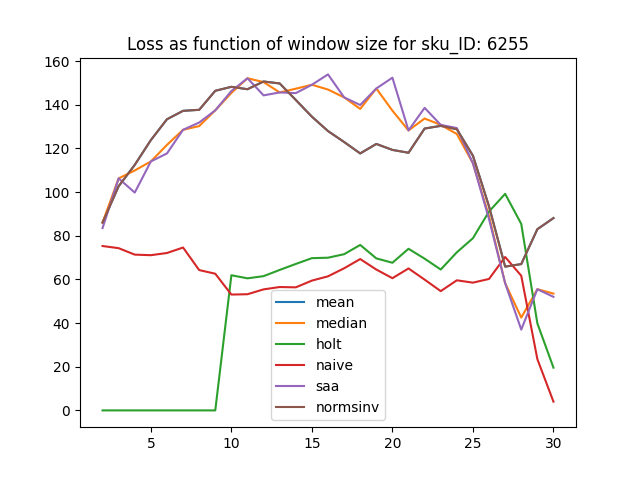 Loss as function of window size for sku_ID: 6255
160
140
120
100
80
60
40
20
0
mean
median
holt
naive
saa
normsinv
5 10 15 20 25 30